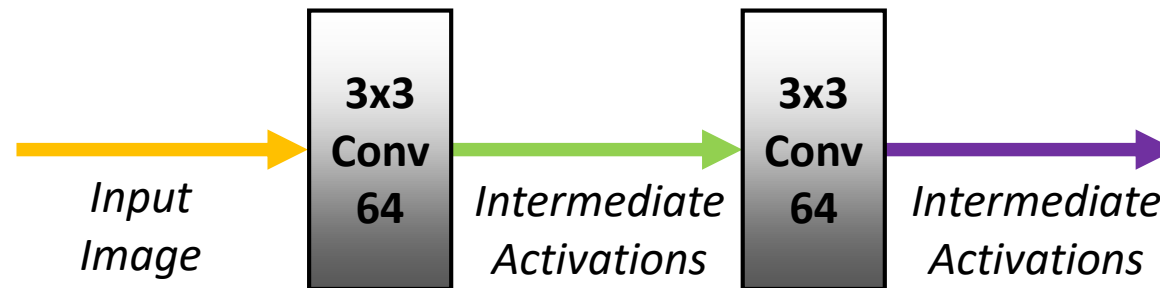 Input
Image
3x3
Conv
64
Intermediate
Activations
3x3
Conv
64
Intermediate
Activations